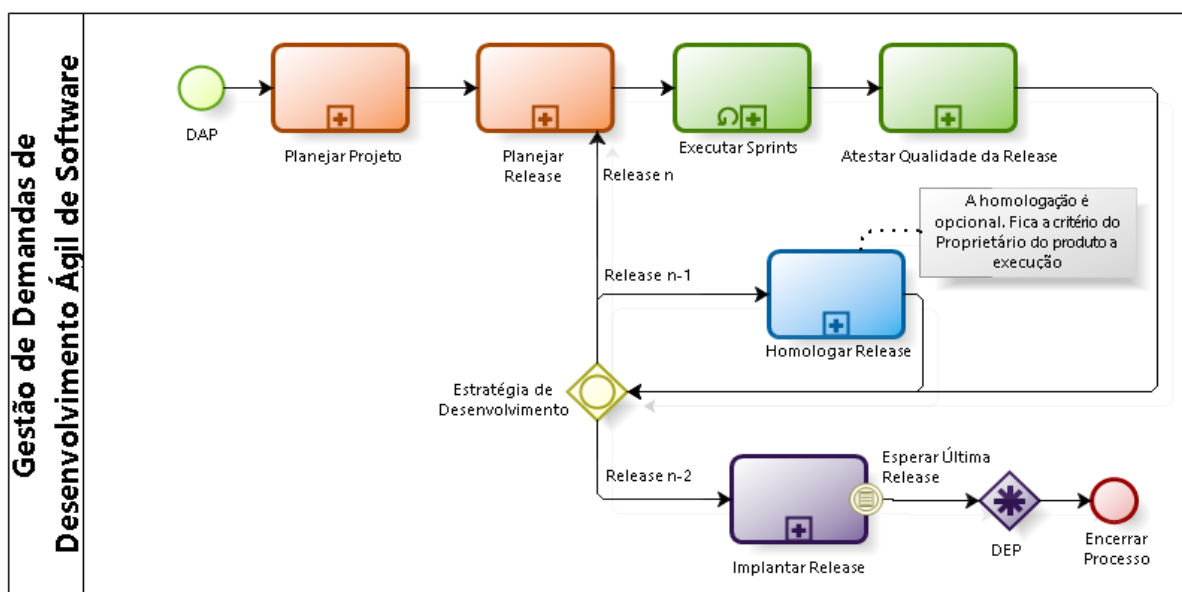 Gestão de Demandas de
Desenvolvimento Ágil de Software
DAP
Planejar Projeto
Planejar
Release
Executar Sprints
Atestar Qualidade da Release
Release n
A homologação é
opcional. Fica a critério do
Proprietário do produto a
execução
Release n-1
Homologar Release
Estratégia de
Desenvolvimento
Release n-2
Esperar Última
Release
Implantar Release
DEP
Encerrar
Processo